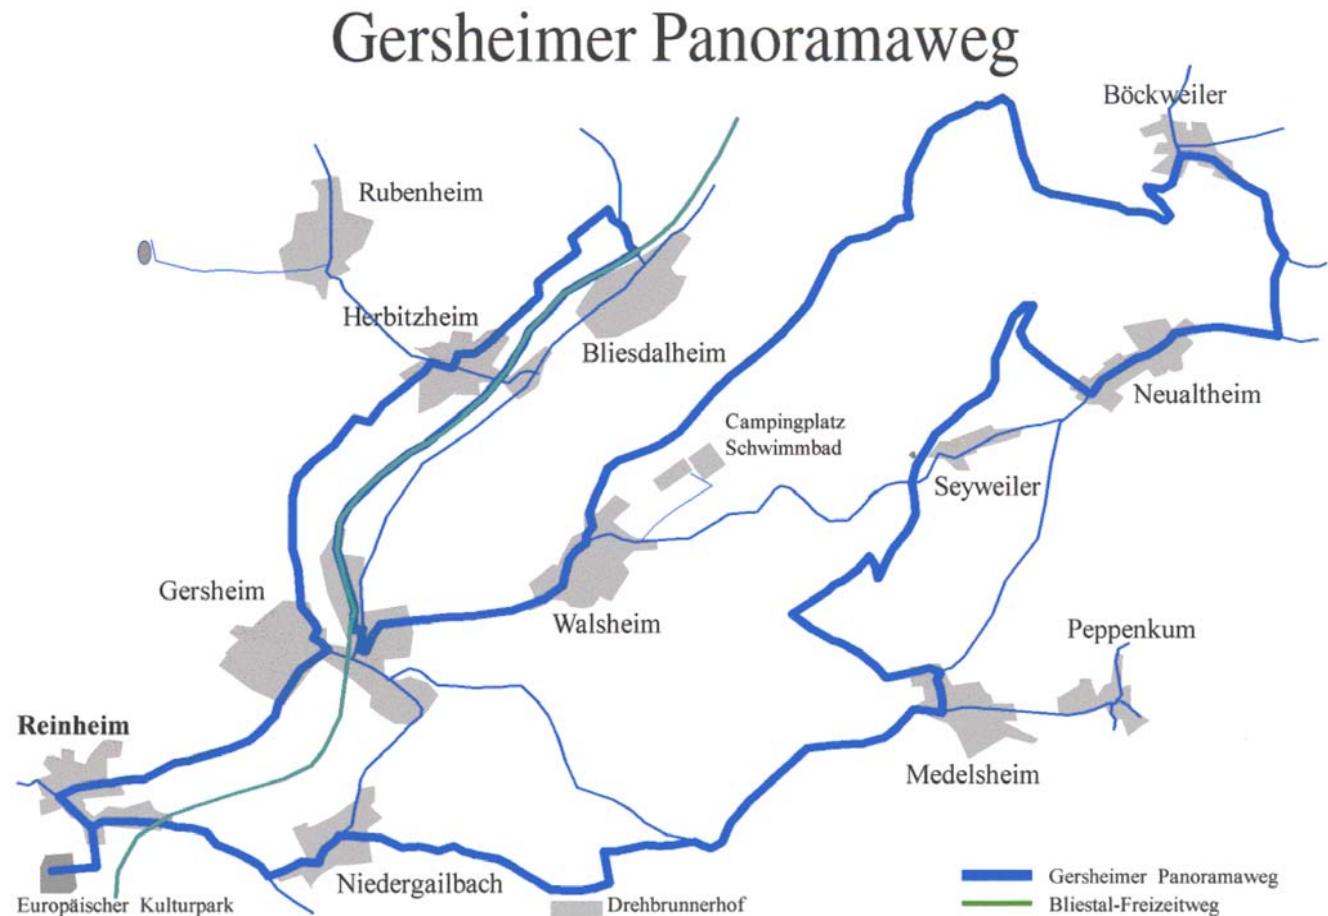 Gersheimer Panoramaweg
Böckweiler
Rubenheim
Herbitzheim
Bliesdalheim
Neualtheim
Campingplatz
Schwimmbad
Seyweiler
Gersheim
Walsheim
Peppenkum
Reinheim
Medelsheim
Niedergailbach
Europäischer Kulturpark
Drehbrunnerhof
Gersheimer Panoramaweg
Bliestal-Freizeitweg